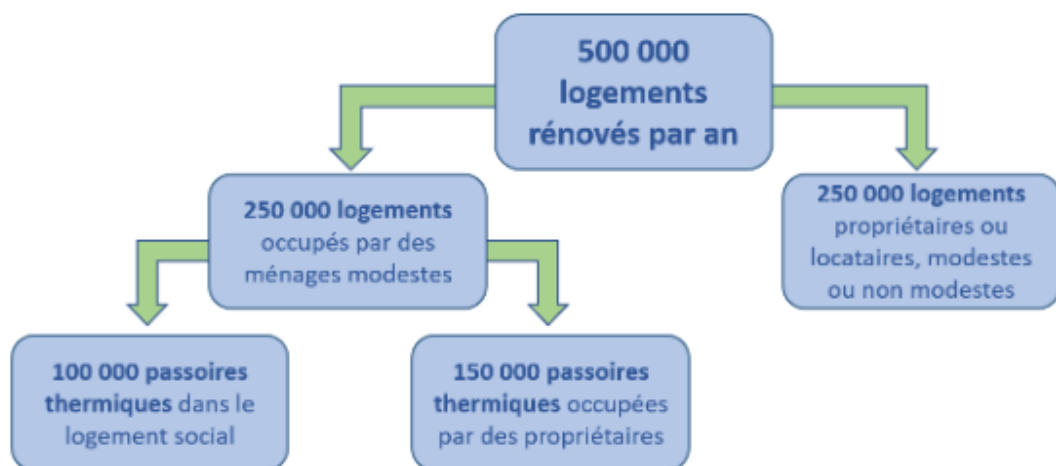 500 000
logements
rénovés par an
250 000 logements
occupés par des
ménages modestes
250 000 logements
propriétaires ou
locataires, modestes
ou non modestes
100 000 passoires
thermiques dans le
logement social
150 000 passoires
thermiques occupées
par des propriétaires